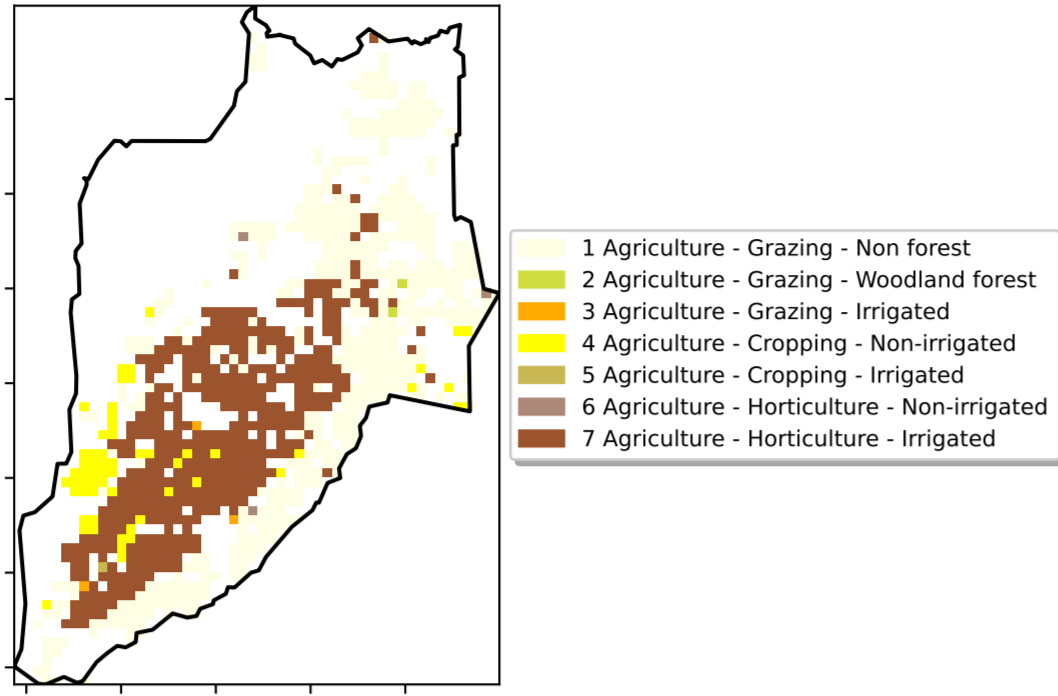 1 Agriculture - Grazing - Non forest
2 Agriculture - Grazing - Woodland forest
3 Agriculture - Grazing - Irrigated
4 Agriculture - Cropping - Non-irrigated
5 Agriculture - Cropping - Irrigated
6 Agriculture - Horticulture - Non-irrigated
7 Agriculture - Horticulture - Irrigated